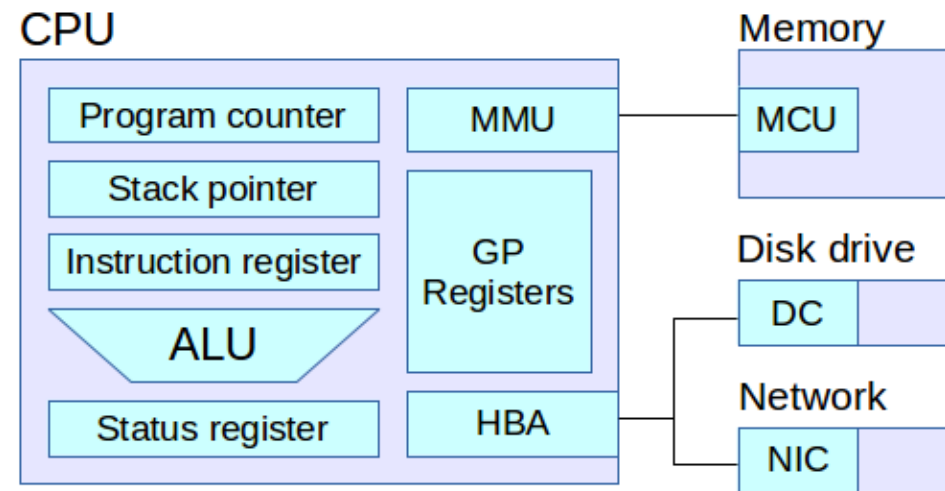 CPU
Program counter
Stack pointer
Instruction register
ALU
Status register
MMU
GP
Registers
HBA
Memory
MCU
Disk drive
DC
Network
NIC